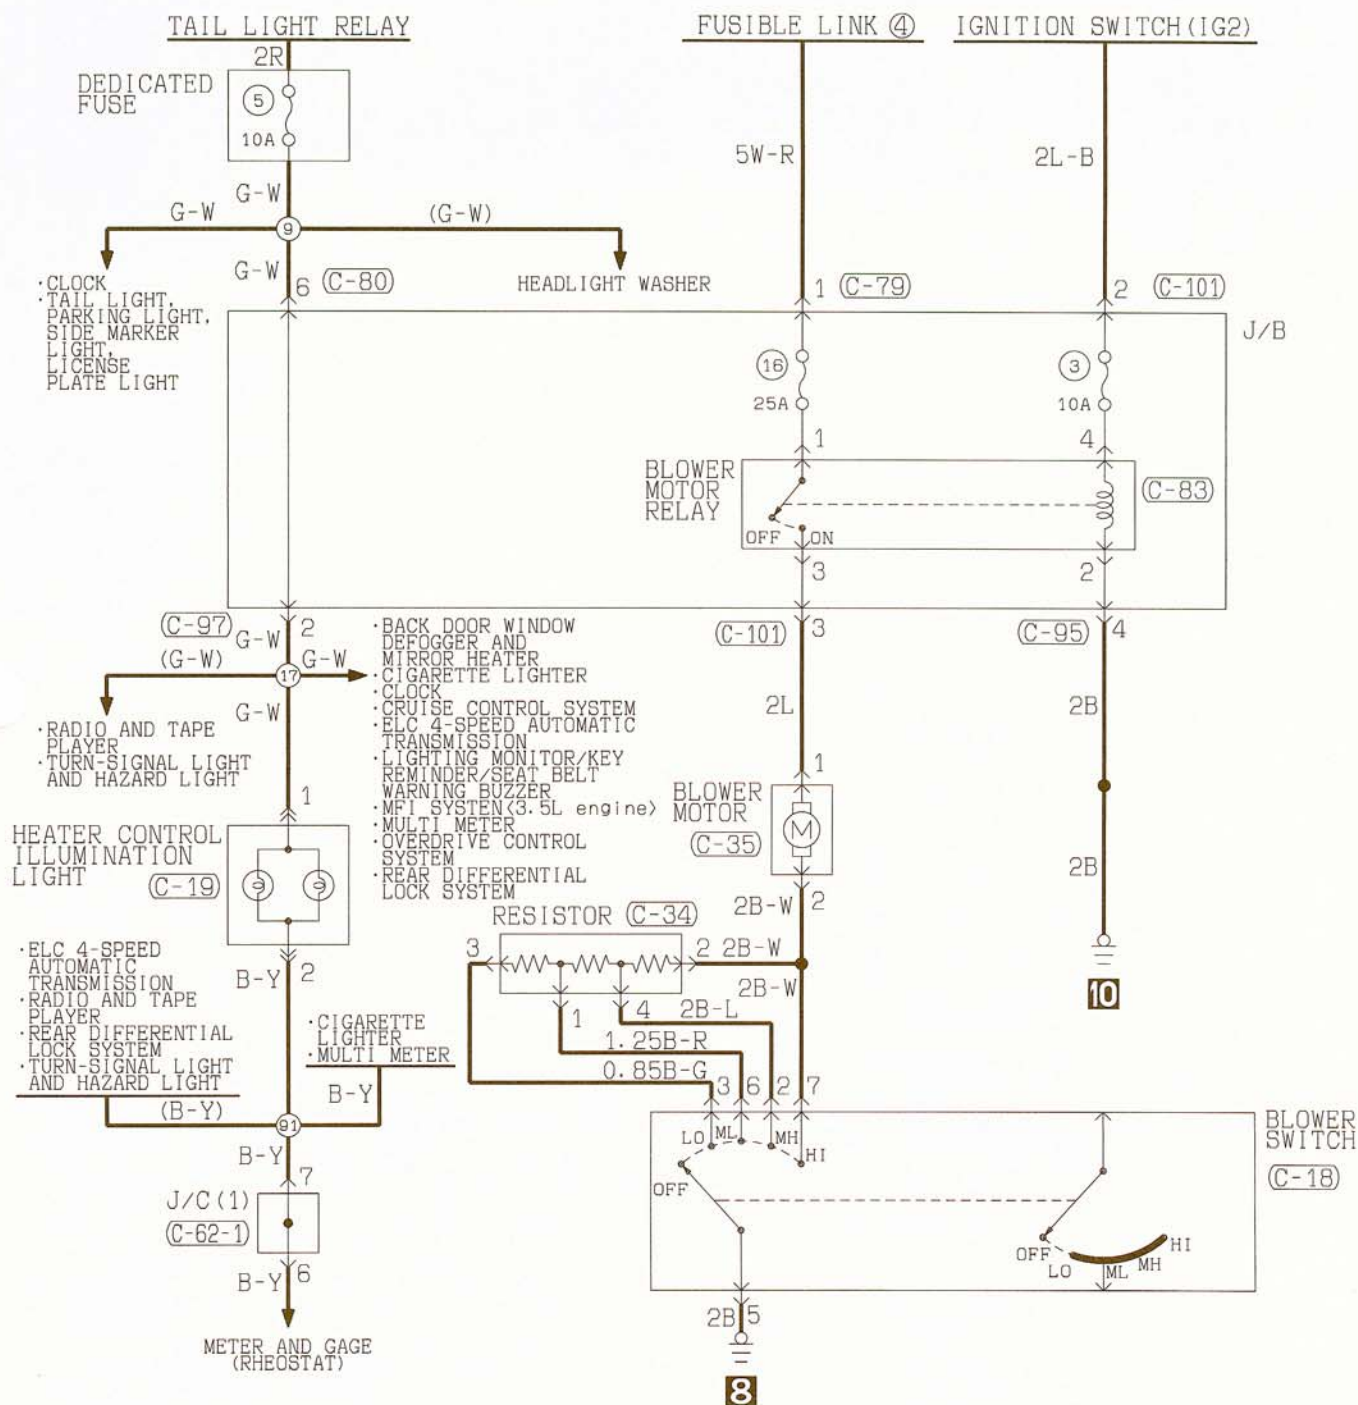 TAIL LIGHT RELAY
FUSIBLE LINK ④
IGNITION SWITCH(IG2)
2R
DEDICATED
FUSE
5
10A
5W-R
2L-B
G-W
G-W
(G-W)
9
G-W
6
(C-80)
HEADLIGHT WASHER
1
(C-79)
2
(C-101)
·CLOCK
·TAIL LIGHT,
PARKING LIGHT,
SIDE MARKER
LIGHT,
LICENSE
PLATE LIGHT
J/B
16
25A
3
10A
1
4
BLOWER
MOTOR
RELAY
(C-83)
OFF
ON
3
2
(C-97)
2
(C-101)
3
(C-95)
4
G-W
(G-W)
17
G-W
G-W
·BACK DOOR WINDOW
DEFOGGER AND
MIRROR HEATER
·CIGARETTE LIGHTER
·CLOCK
·CRUISE CONTROL SYSTEM
·ELC 4-SPEED AUTOMATIC
TRANSMISSION
·LIGHTING MONITOR/KEY
REMINDER/SEAT BELT
WARNING BUZZER
·MFI SYSTEN<3.5L engine>
·MULTI METER
·OVERDRIVE CONTROL
SYSTEM
·REAR DIFFERENTIAL
LOCK SYSTEM
·RADIO AND TAPE
PLAYER
·TURN-SIGNAL LIGHT
AND HAZARD LIGHT
2L
2B
1
BLOWER
MOTOR
(C-35)
M
1
HEATER CONTROL
ILLUMINATION
LIGHT
(C-19)
2B
2B-W
2
RESISTOR (C-34)
3
2
2B-W
2B-W
10
·ELC 4-SPEED
AUTOMATIC
TRANSMISSION
·RADIO AND TAPE
PLAYER
·REAR DIFFERENTIAL
LOCK SYSTEM
·TURN-SIGNAL LIGHT
AND HAZARD LIGHT
B-Y
2
·CIGARETTE
LIGHTER
·MULTI METER
1
4
2B-L
1.25B-R
0.85B-G
3
6
2
7
(B-Y)
B-Y
91
B-Y
7
BLOWER
SWITCH
(C-18)
LO
ML
MH
HI
OFF
J/C(1)
(C-62-1)
OFF
LO
ML
MH
HI
B-Y
6
2B
5
METER AND GAGE
(RHEOSTAT)
8